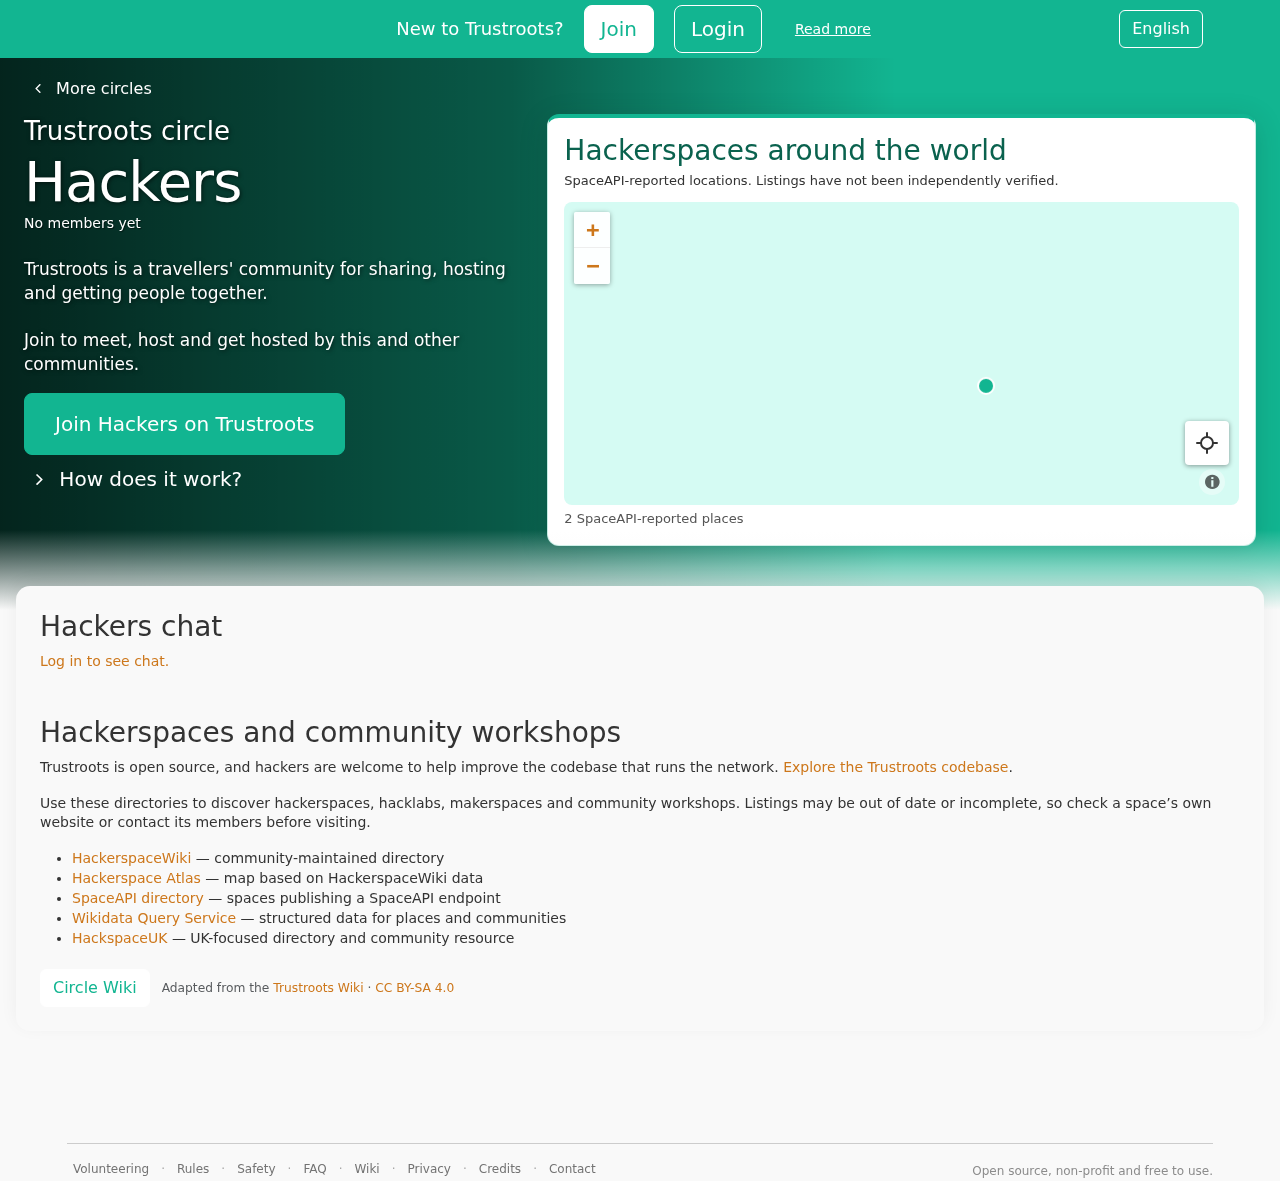 New to Trustroots?
Join
Login
Read more
English
More circles
Trustroots circle
Hackers
No members yet
Trustroots is a travellers' community for sharing, hosting
and getting people together.
Join to meet, host and get hosted by this and other
communities.
Join Hackers on Trustroots
How does it work?
Hackerspaces around the world
SpaceAPI-reported locations. Listings have not been independently verified.
+
−
2 SpaceAPI-reported places
Hackers chat
Log in to see chat.
Hackerspaces and community workshops
Trustroots is open source, and hackers are welcome to help improve the codebase that runs the network. Explore the Trustroots codebase.
Use these directories to discover hackerspaces, hacklabs, makerspaces and community workshops. Listings may be out of date or incomplete, so check a space’s own
website or contact its members before visiting.
• HackerspaceWiki — community-maintained directory
• Hackerspace Atlas — map based on HackerspaceWiki data
• SpaceAPI directory — spaces publishing a SpaceAPI endpoint
• Wikidata Query Service — structured data for places and communities
• HackspaceUK — UK-focused directory and community resource
Circle Wiki
Adapted from the Trustroots Wiki · CC BY-SA 4.0
Volunteering · Rules · Safety · FAQ · Wiki · Privacy · Credits · Contact
Open source, non-profit and free to use.